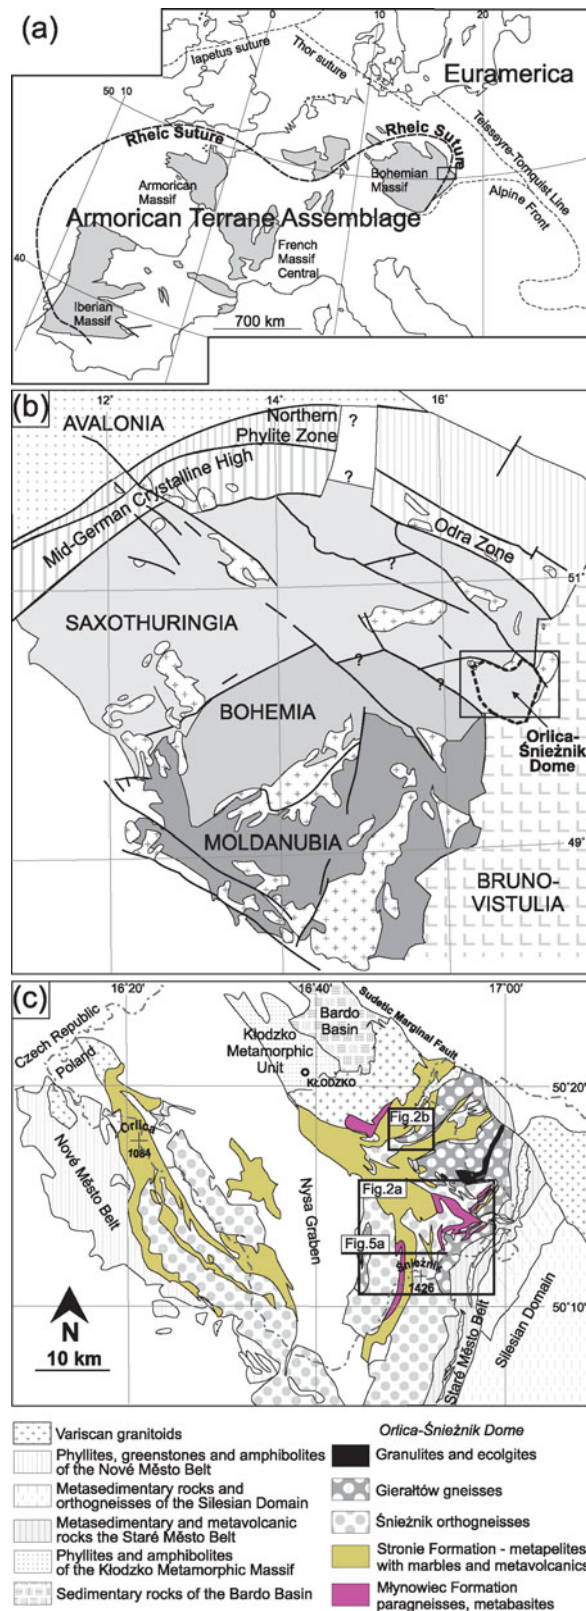 (a)
Iapetus suture
Thor suture
Euramerica
Teisseyre-Tornquist Line
Rheic Suture
Rheic Suture
Armorican
Massif
Bohemian
Massif
Alpine Front
Armorican Terrane Assemblage
French
Massif
Central
Iberian
Massif
700 km
50
10
0
10
20
40
(b)
12°
14°
16°
AVALONIA
Northern
Phylite Zone
?
?
Mid-German Crystalline High
Odra Zone
?
51°
SAXOTHURINGIA
?
?
BOHEMIA
Orlica-
Śnieżnik
Dome
MOLDANUBIA
49°
BRUNO-
VISTULIA
(c)
16°20'
16°40'
17°00'
Czech Republic
Poland
Kłodzko
Metamorphic
Unit
Bardo
Basin
Sudetic Marginal Fault
KŁODZKO
50°20'
Fig.2b
Orlica
1084
Nové Město Belt
Nysa Graben
Fig.2a
Fig.5a
Śnieżnik
1426
50°10'
Staré Město Belt
Silesian Domain
N
10 km
Variscan granitoids
Phyllites, greenstones and amphibolites
of the Nové Město Belt
Metasedimentary rocks and
orthogneisses of the Silesian Domain
Metasedimentary and metavolcanic
rocks the Staré Město Belt
Phyllites and amphibolites
of the Kłodzko Metamorphic Massif
Sedimentary rocks of the Bardo Basin
Orlica-Śnieżnik Dome
Granulites and ecolgites
Gierałtów gneisses
Śnieżnik orthogneisses
Stronie Formation - metapelites
with marbles and metavolcanics
Młynowiec Formation
paragneisses, metabasites